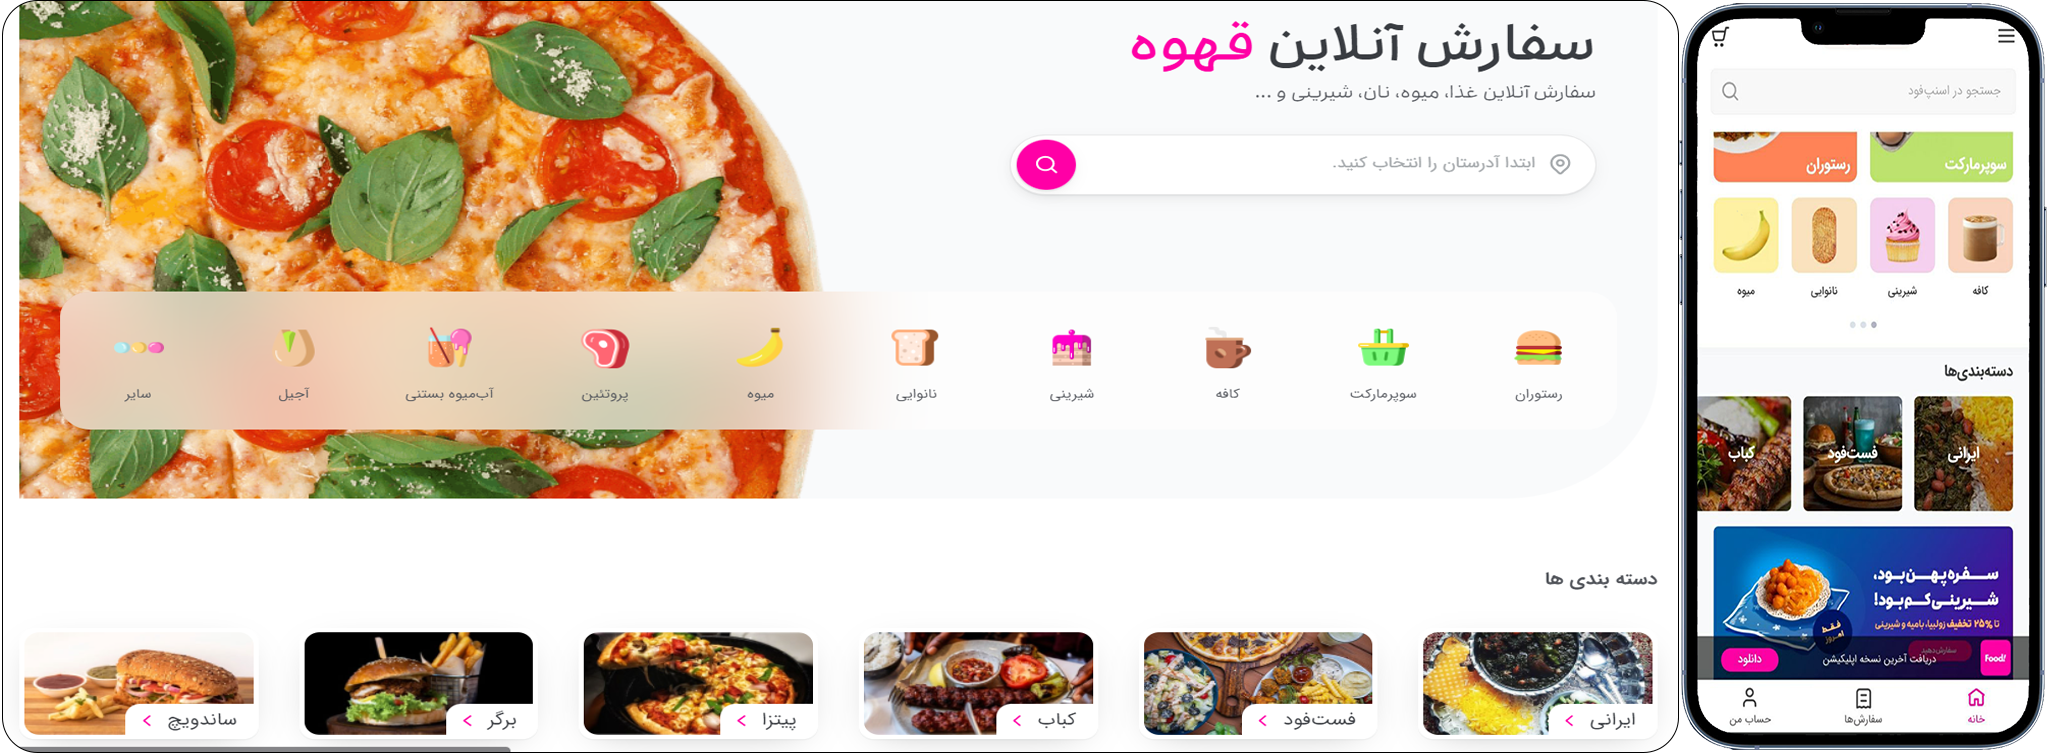 سفارش آنلاین قهوه
سفارش آنلاین غذا، میوه، نان، شیرینی و ...
ابتدا آدرستان را انتخاب کنید.
رستوران
سوپرمارکت
کافه
شیرینی
نانوایی
میوه
پروتئین
آب‌میوه بستنی
آجیل
سایر
دسته بندی ها
ایرانی
فست‌فود
کباب
پیتزا
برگر
ساندویچ
جستجو در اسنپ‌فود
سوپرمارکت
رستوران
کافه
شیرینی
نانوایی
میوه
دسته‌بندی‌ها
ایرانی
فست‌فود
کباب
سفره پهن بود،
شیرینی کم بود!
تا ۲۵% تخفیف زولبیا، بامیه و شیرینی
فقط
امروز
سفارش دهید
Food!
دریافت آخرین نسخه اپلیکیشن
دانلود
خانه
سفارش‌ها
حساب من